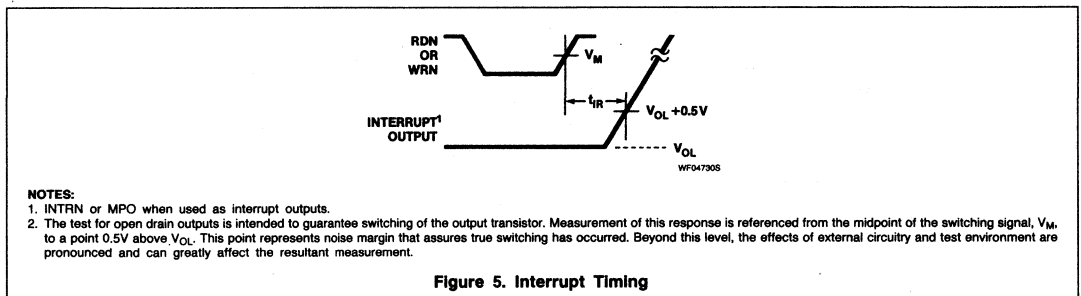 RDN
OR
WRN
VM
tIR
VOL +0.5V
INTERRUPT1
OUTPUT
VOL
WF04730S
NOTES:
1. INTRN or MPO when used as interrupt outputs.
2. The test for open drain outputs is intended to guarantee switching of the output transistor. Measurement of this response is referenced from the midpoint of the switching signal, VM,
to a point 0.5V above VOL. This point represents noise margin that assures true switching has occurred. Beyond this level, the effects of external circuitry and test environment are
pronounced and can greatly affect the resultant measurement.
Figure 5. Interrupt Timing